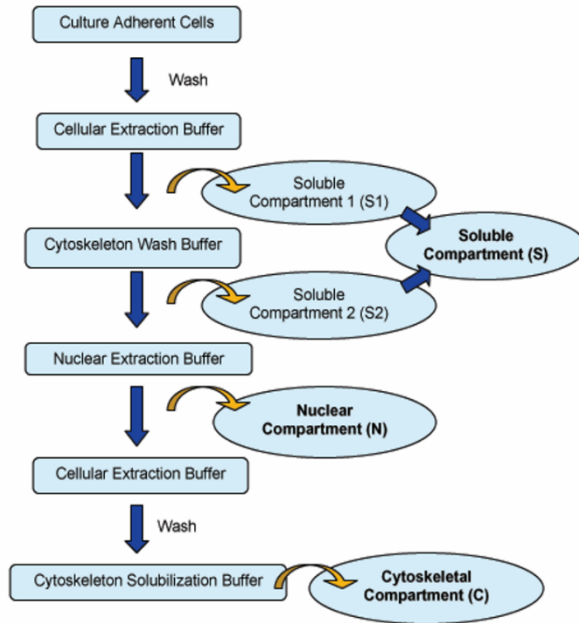 Culture Adherent Cells
Wash
Cellular Extraction Buffer
Soluble
Compartment 1 (S1)
Cytoskeleton Wash Buffer
Soluble
Compartment (S)
Soluble
Compartment 2 (S2)
Nuclear Extraction Buffer
Nuclear
Compartment (N)
Cellular Extraction Buffer
Wash
Cytoskeleton Solubilization Buffer
Cytoskeletal
Compartment (C)